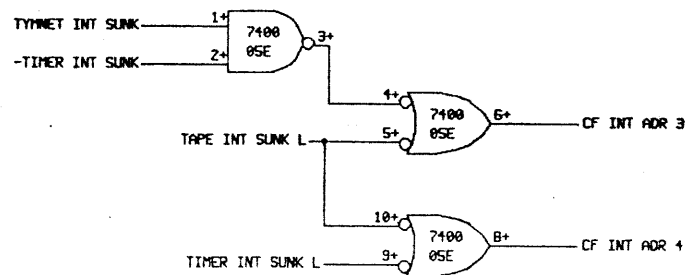 TYMNET INT SUNK 1+
7400 3+
-TIMER INT SUNK 2+ 05E
4+
7400 6+ CF INT ADR 3
TAPE INT SUNK L 5+ 05E
10+
7400 8+ CF INT ADR 4
TIMER INT SUNK L 9+ 05E